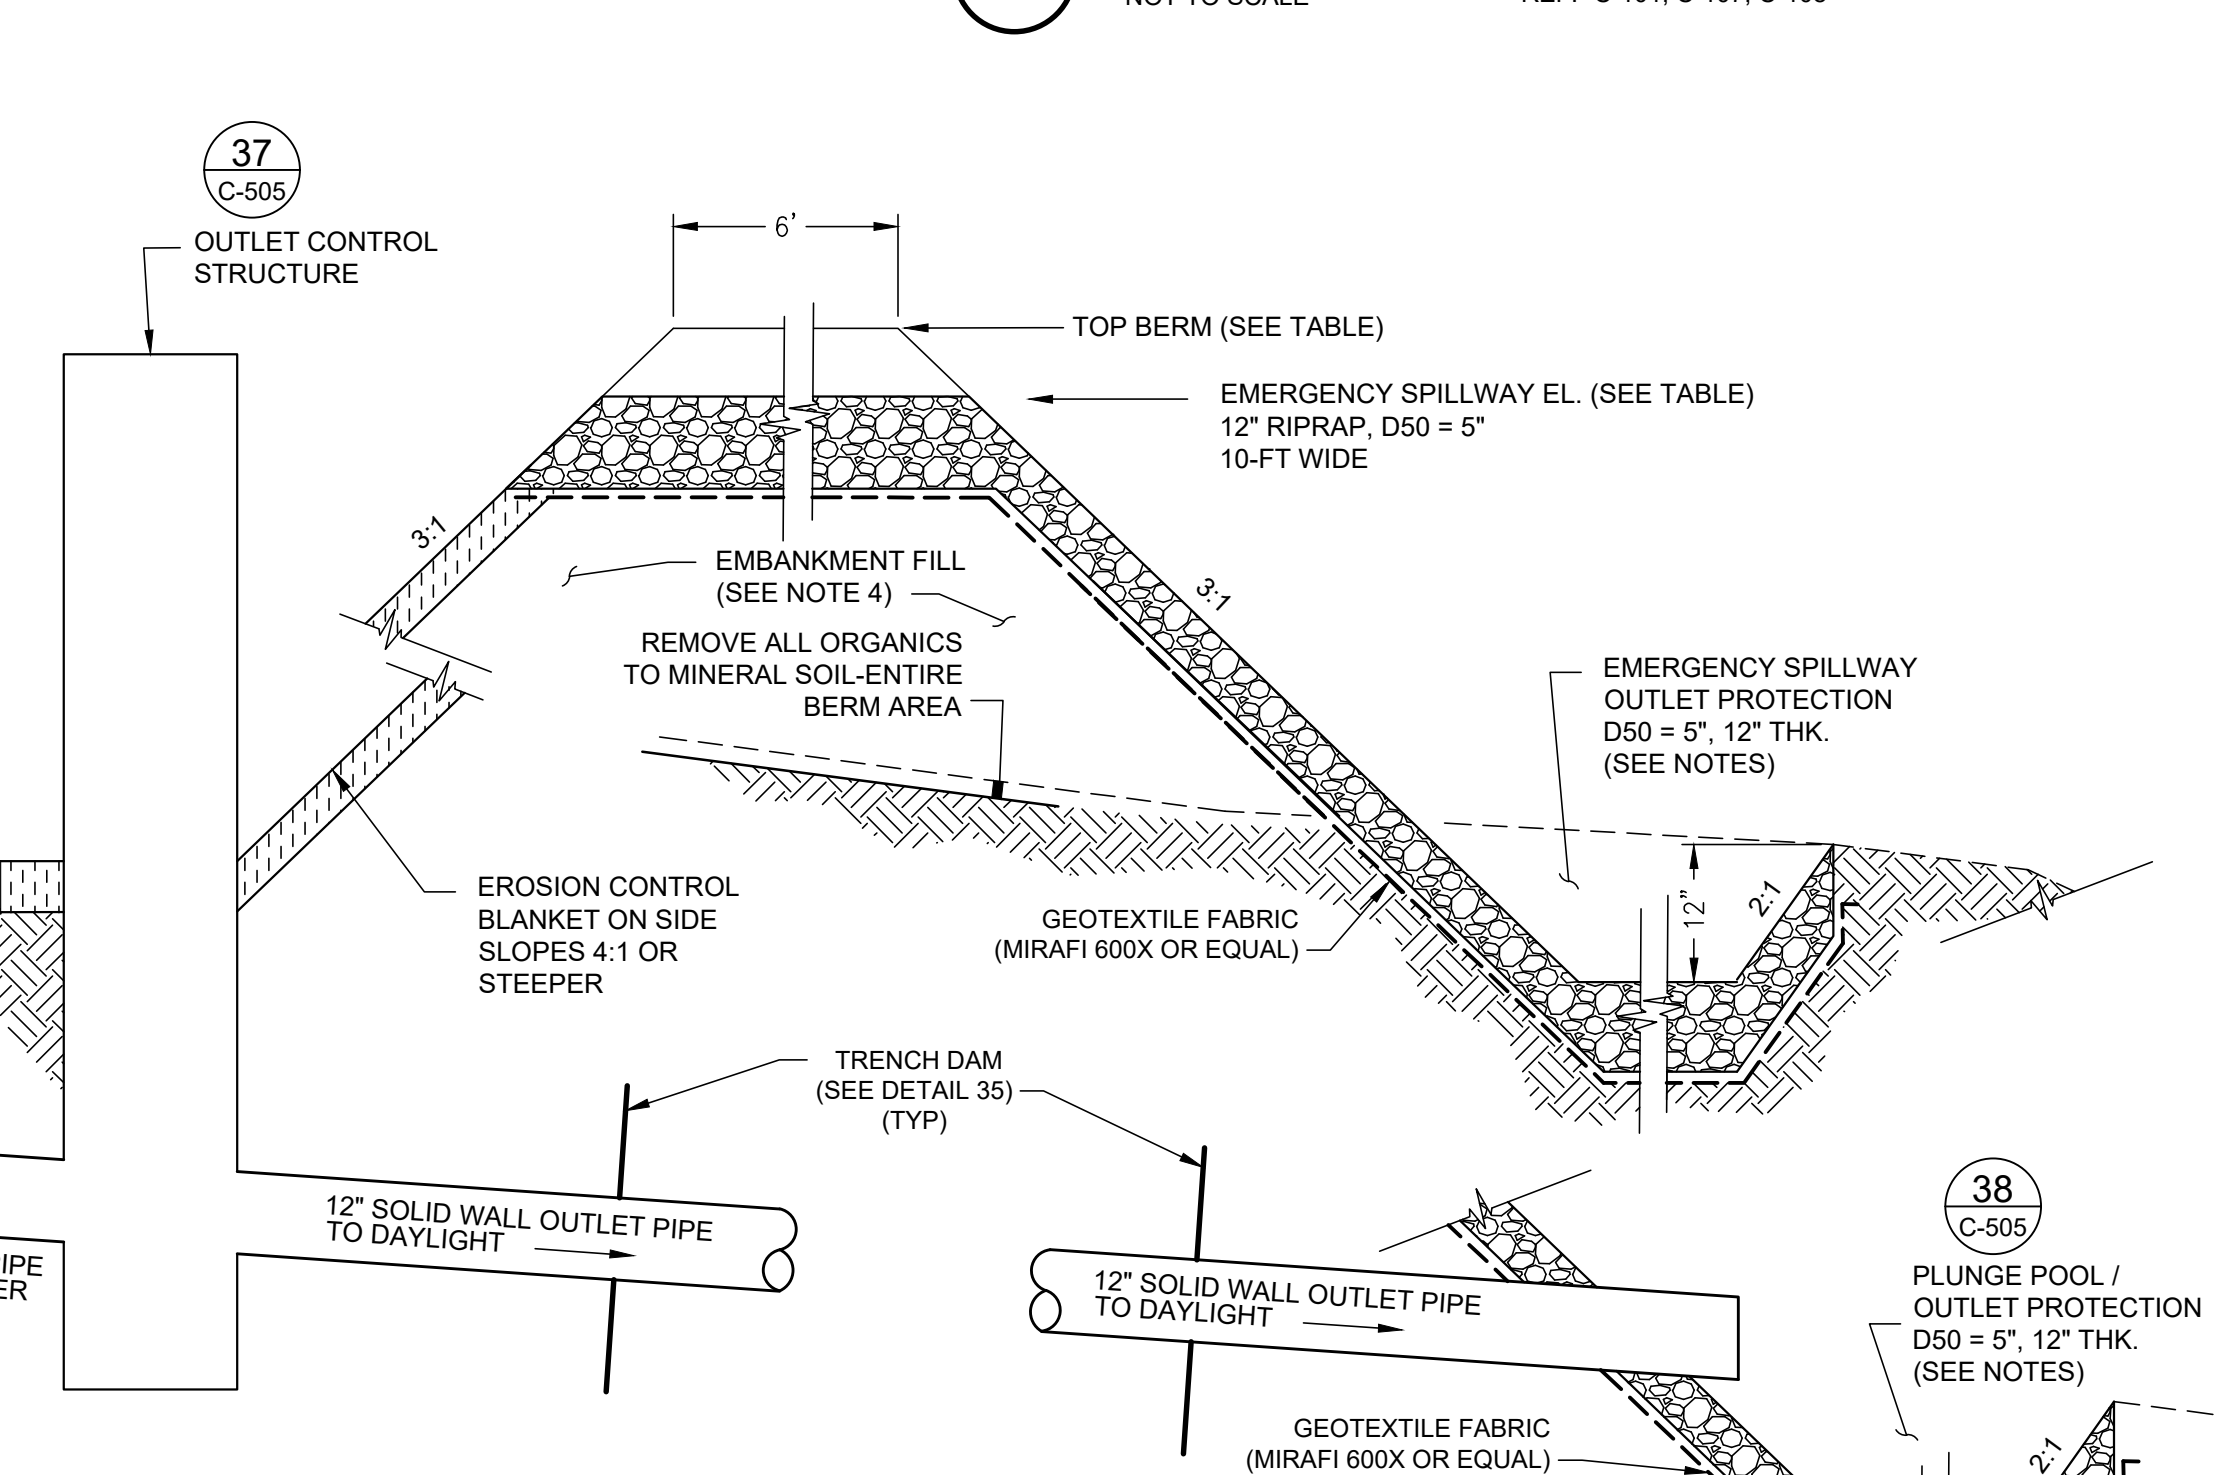 NOT TO SCALE
37
C-505
OUTLET CONTROL
STRUCTURE
6'
TOP BERM (SEE TABLE)
EMERGENCY SPILLWAY EL. (SEE TABLE)
12" RIPRAP, D50 = 5"
10-FT WIDE
3:1
EMBANKMENT FILL
(SEE NOTE 4)
3:1
REMOVE ALL ORGANICS
TO MINERAL SOIL-ENTIRE
BERM AREA
EMERGENCY SPILLWAY
OUTLET PROTECTION
D50 = 5", 12" THK.
(SEE NOTES)
EROSION CONTROL
BLANKET ON SIDE
SLOPES 4:1 OR
STEEPER
GEOTEXTILE FABRIC
(MIRAFI 600X OR EQUAL)
12"
2:1
TRENCH DAM
(SEE DETAIL 35)
(TYP)
12" SOLID WALL OUTLET PIPE
TO DAYLIGHT
12" SOLID WALL OUTLET PIPE
TO DAYLIGHT
38
C-505
PLUNGE POOL /
OUTLET PROTECTION
D50 = 5", 12" THK.
(SEE NOTES)
GEOTEXTILE FABRIC
(MIRAFI 600X OR EQUAL)
2:1